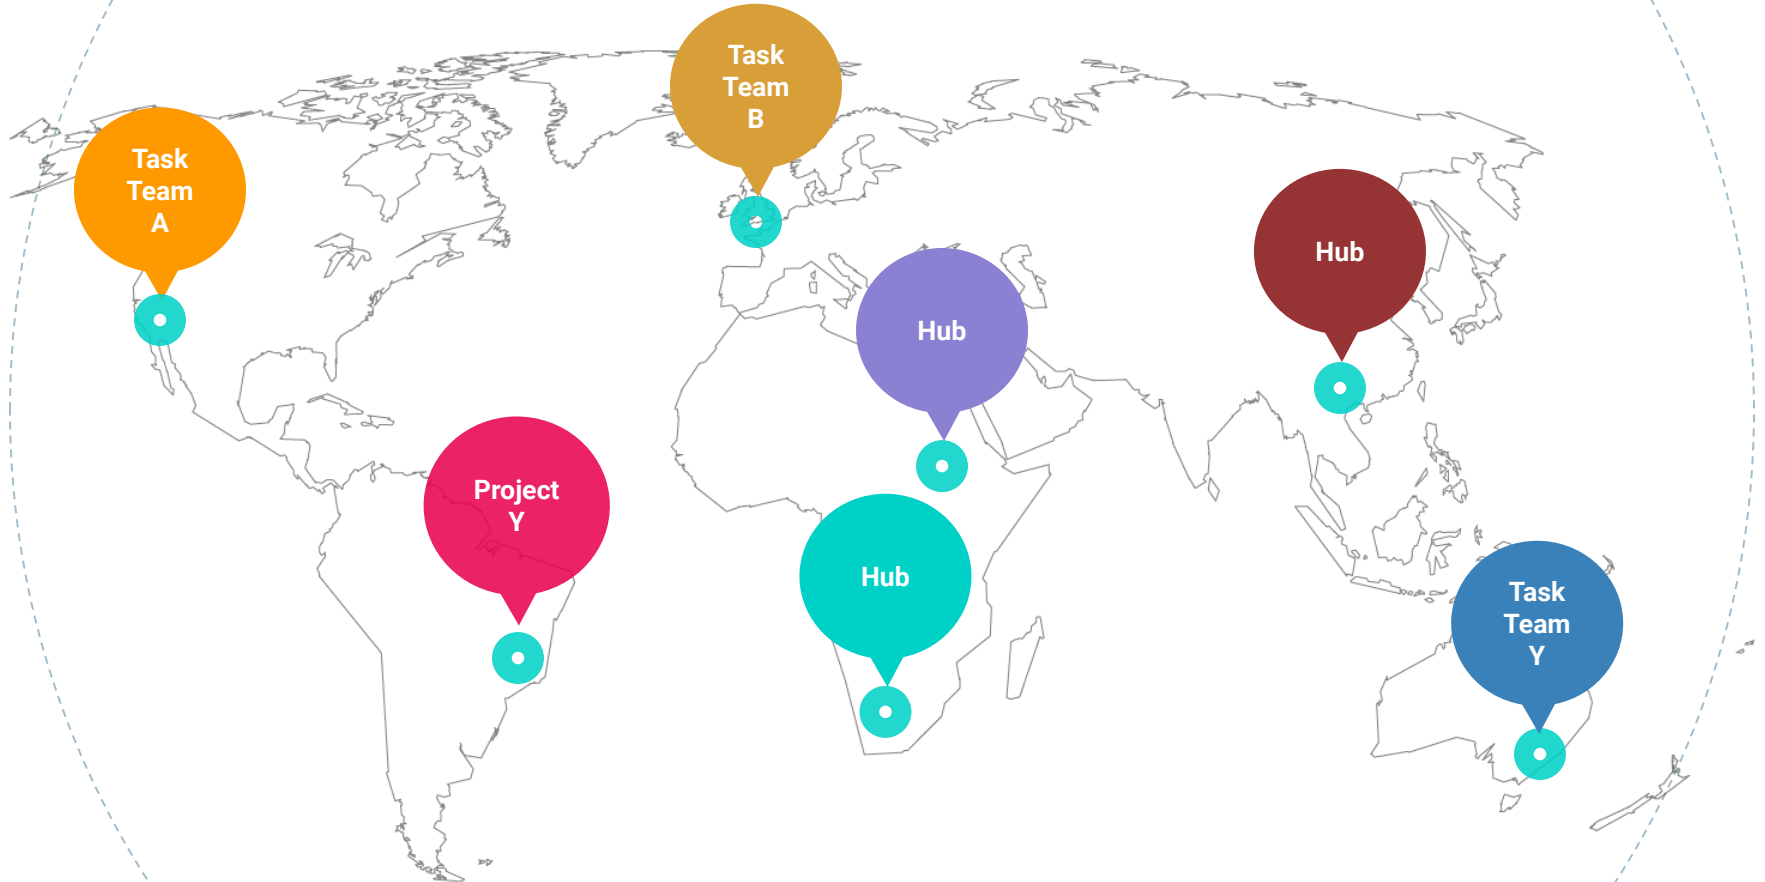 Task
Team
B
Task
Team
A
Hub
Hub
Project
Y
Hub
Task
Team
Y